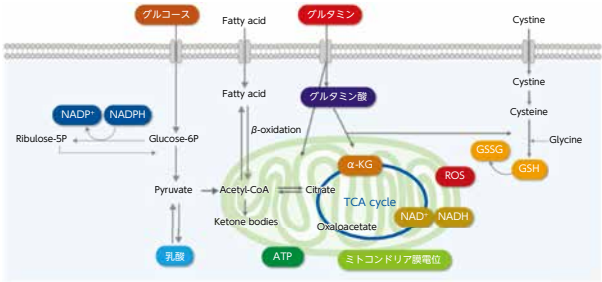 グルコース
Fatty acid
グルタミン
Cystine
Fatty acid
グルタミン酸
Cystine
Cysteine
NADP+
NADPH
β-oxidation
Ribulose-5P
Glucose-6P
Glycine
GSSG
GSH
α-KG
ROS
Pyruvate
Acetyl-CoA
Citrate
TCA cycle
NAD+
NADH
Ketone bodies
Oxaloacetate
乳酸
ATP
ミトコンドリア膜電位